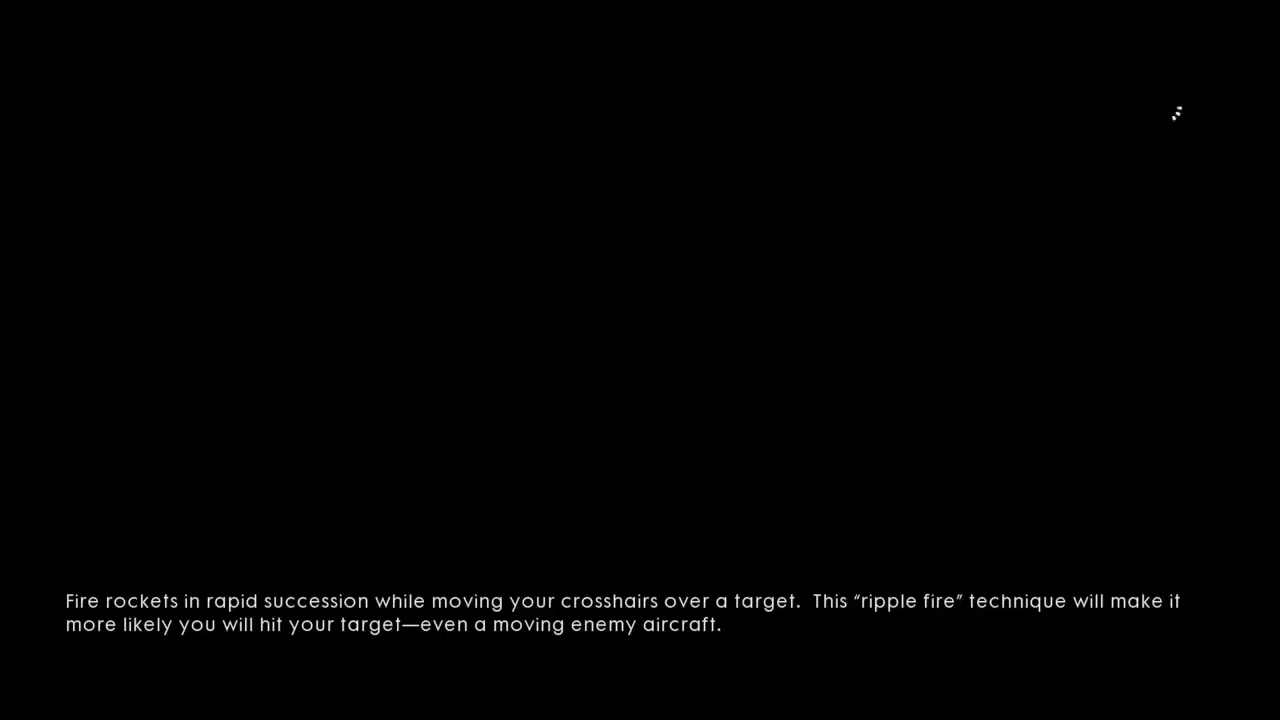 Fire rockets in rapid succession while moving your crosshairs over a target.  This “ripple fire” technique will make it
more likely you will hit your target—even a moving enemy aircraft.